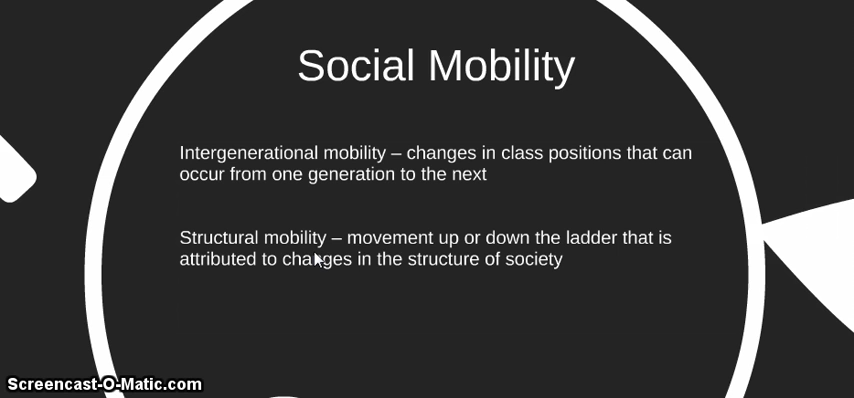 Social Mobility
Intergenerational mobility – changes in class positions that can
occur from one generation to the next
Structural mobility – movement up or down the ladder that is
attributed to changes in the structure of society
Screencast-O-Matic.com